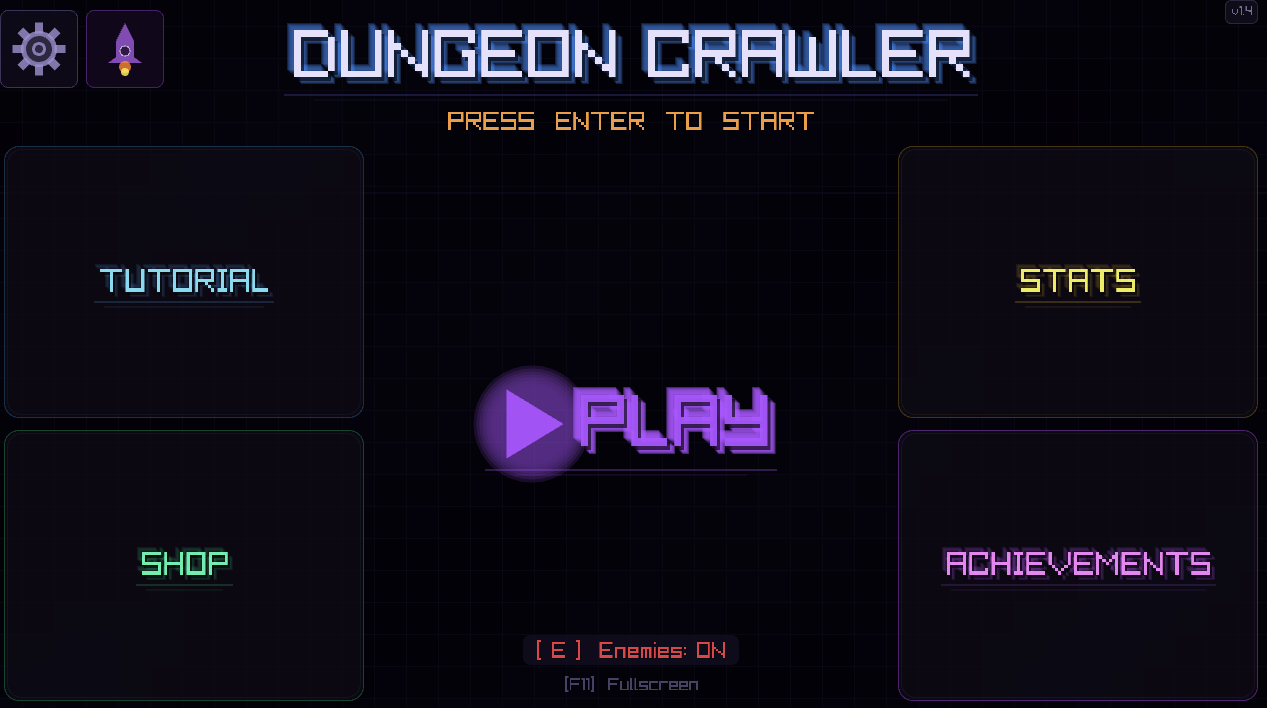 v1.4
DUNGEON CRAWLER
PRESS ENTER TO START
TUTORIAL
STATS
PLAY
SHOP
ACHIEVEMENTS
[ E ] Enemies: ON
[F11] Fullscreen